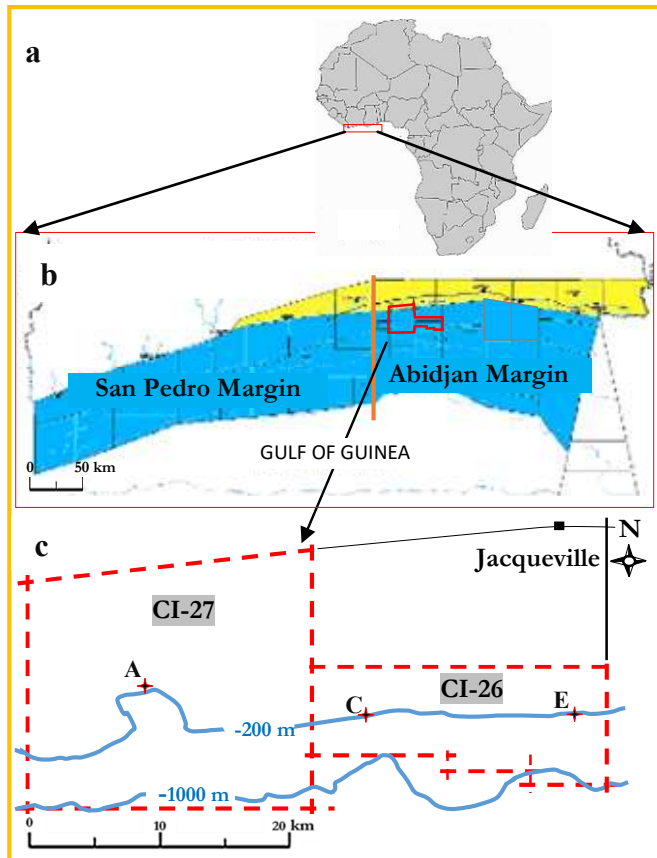 a
b
San Pedro Margin
Abidjan Margin
GULF OF GUINEA
0 50 km
c
N
Jacqueville
CI-27
A
CI-26
C
E
-200 m
-1000 m
0 10 20 km